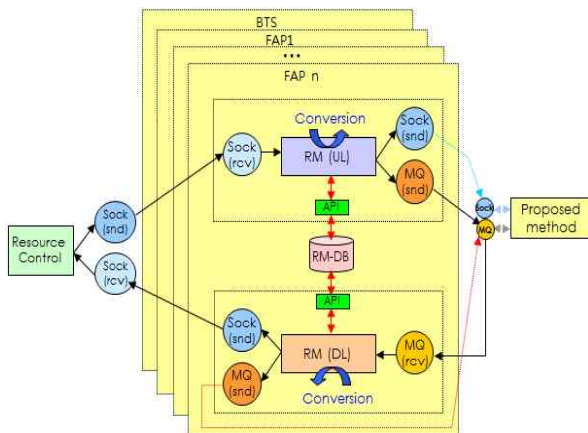 BTS
FAP1
...
FAP n
Conversion
Sock
(rcv)
RM (UL)
Sock
(snd)
MQ
(snd)
API
Sock
(snd)
Resource
Control
Sock
(rcv)
RM-DB
Sock
MQ
Proposed
method
API
Sock
(snd)
RM (DL)
MQ
(rcv)
MQ
(snd)
Conversion